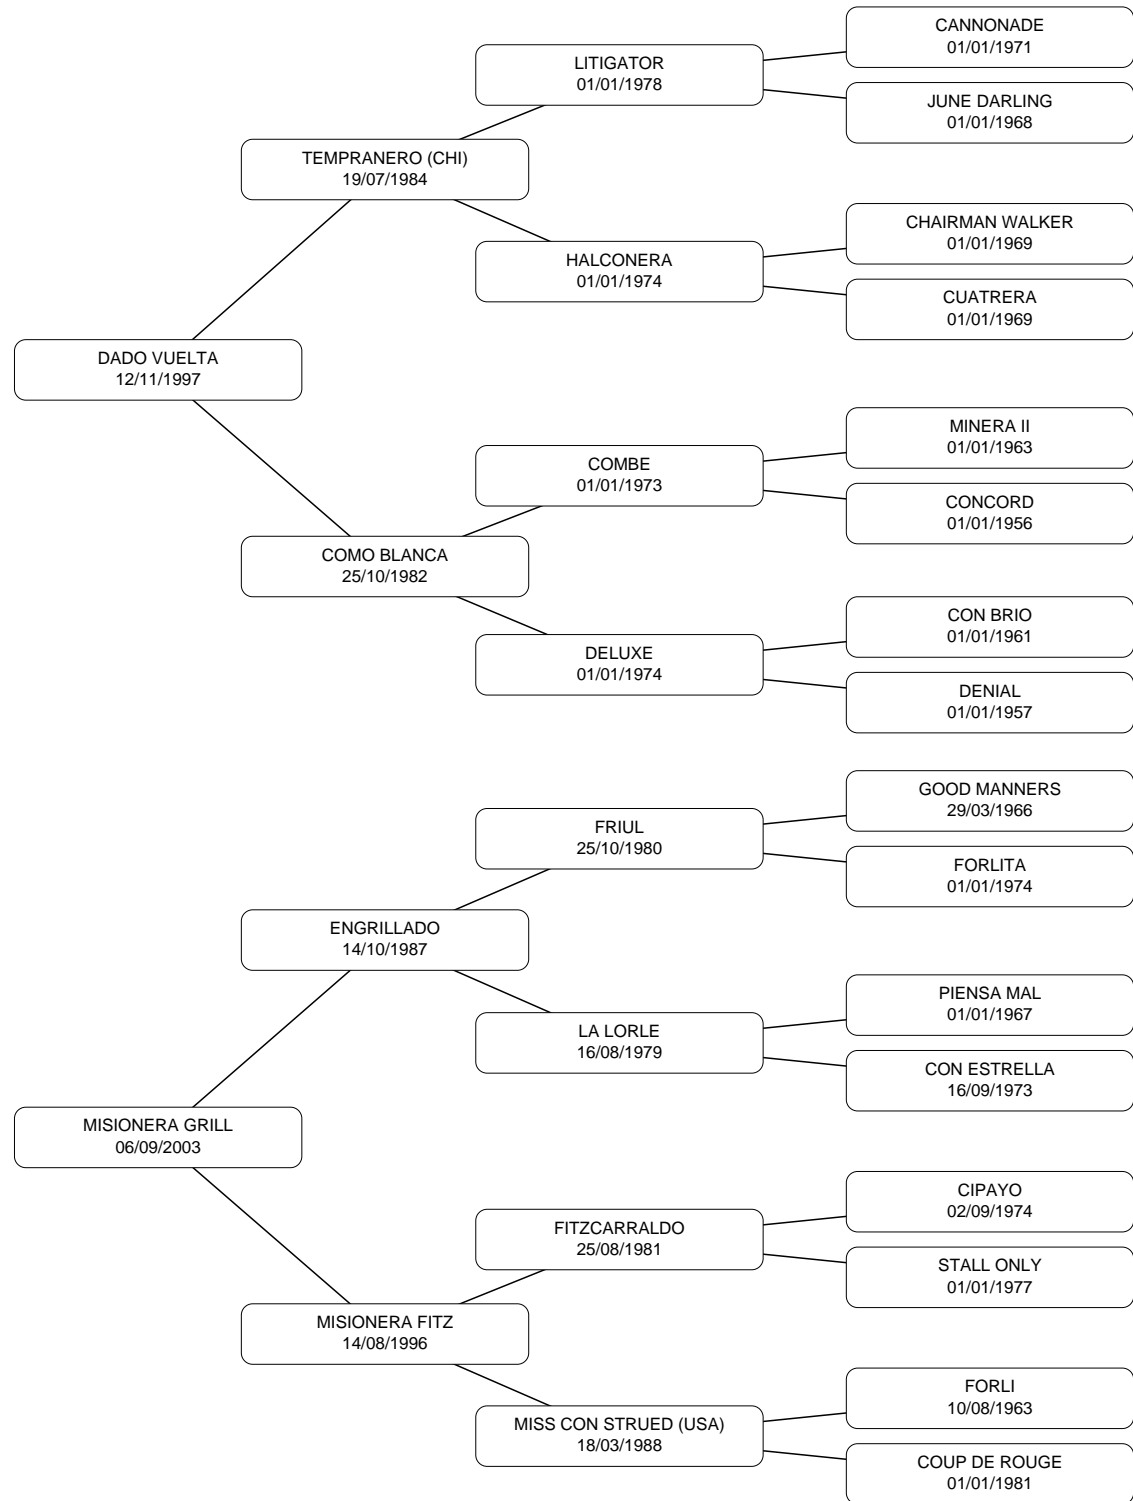 CANNONADE
01/01/1971
LITIGATOR
01/01/1978
JUNE DARLING
01/01/1968
TEMPRANERO (CHI)
19/07/1984
CHAIRMAN WALKER
01/01/1969
HALCONERA
01/01/1974
CUATRERA
01/01/1969
DADO VUELTA
12/11/1997
MINERA II
01/01/1963
COMBE
01/01/1973
CONCORD
01/01/1956
COMO BLANCA
25/10/1982
CON BRIO
01/01/1961
DELUXE
01/01/1974
DENIAL
01/01/1957
GOOD MANNERS
29/03/1966
FRIUL
25/10/1980
FORLITA
01/01/1974
ENGRILLADO
14/10/1987
PIENSA MAL
01/01/1967
LA LORLE
16/08/1979
CON ESTRELLA
16/09/1973
MISIONERA GRILL
06/09/2003
CIPAYO
02/09/1974
FITZCARRALDO
25/08/1981
STALL ONLY
01/01/1977
MISIONERA FITZ
14/08/1996
FORLI
10/08/1963
MISS CON STRUED (USA)
18/03/1988
COUP DE ROUGE
01/01/1981